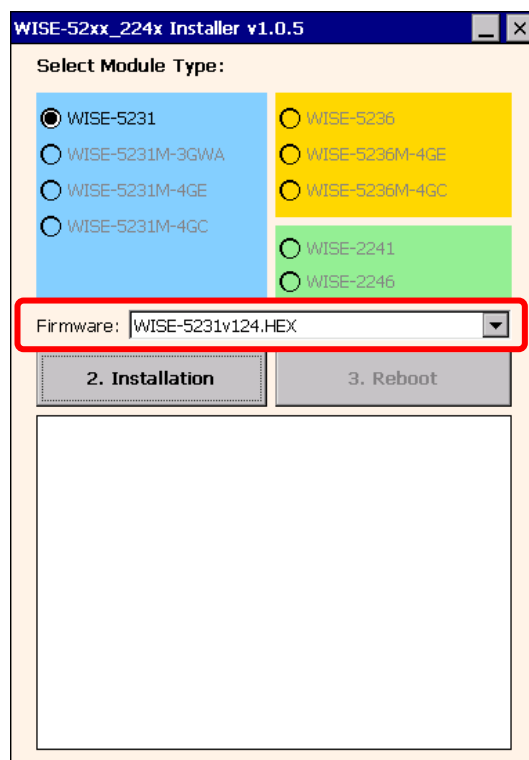 WISE-52xx_224x Installer v1.0.5
Select Module Type:
WISE-5231
WISE-5231M-3GWA
WISE-5231M-4GE
WISE-5231M-4GC
WISE-5236
WISE-5236M-4GE
WISE-5236M-4GC
WISE-2241
WISE-2246
Firmware: WISE-5231v124.HEX
2. Installation
3. Reboot